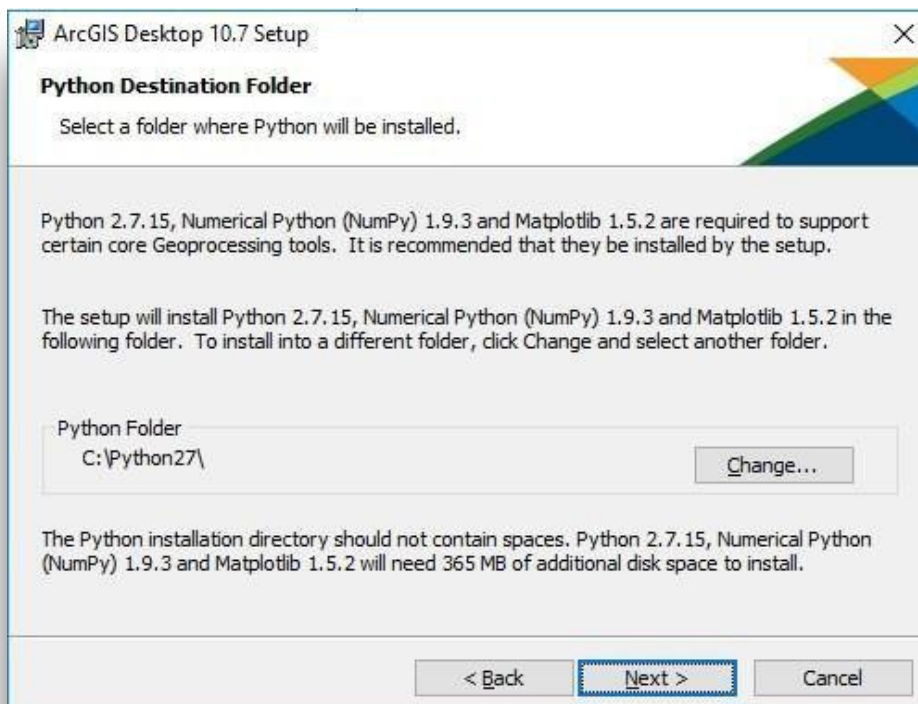 ArcGIS Desktop 10.7 Setup
Python Destination Folder
Select a folder where Python will be installed.
Python 2.7.15, Numerical Python (NumPy) 1.9.3 and Matplotlib 1.5.2 are required to support
certain core Geoprocessing tools. It is recommended that they be installed by the setup.
The setup will install Python 2.7.15, Numerical Python (NumPy) 1.9.3 and Matplotlib 1.5.2 in the
following folder. To install into a different folder, click Change and select another folder.
Python Folder
C:\Python27\
Change...
The Python installation directory should not contain spaces. Python 2.7.15, Numerical Python
(NumPy) 1.9.3 and Matplotlib 1.5.2 will need 365 MB of additional disk space to install.
< Back Next > Cancel